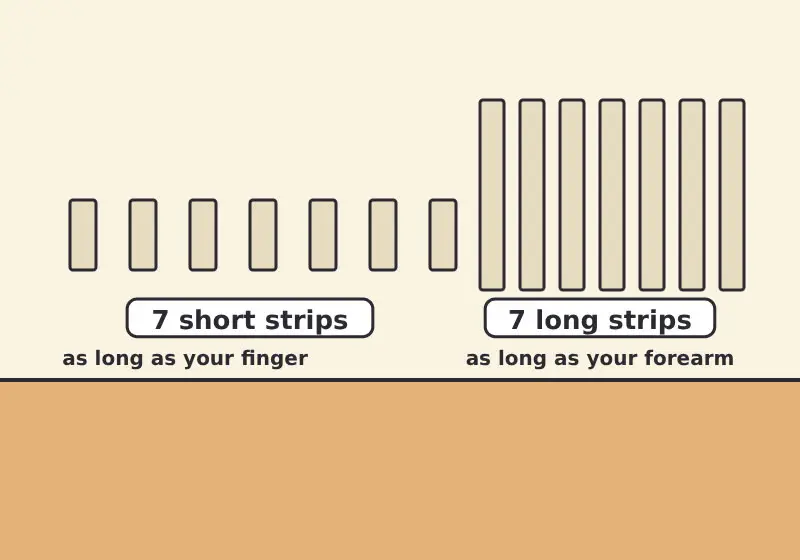 7 short strips
as long as your finger
7 long strips
as long as your forearm